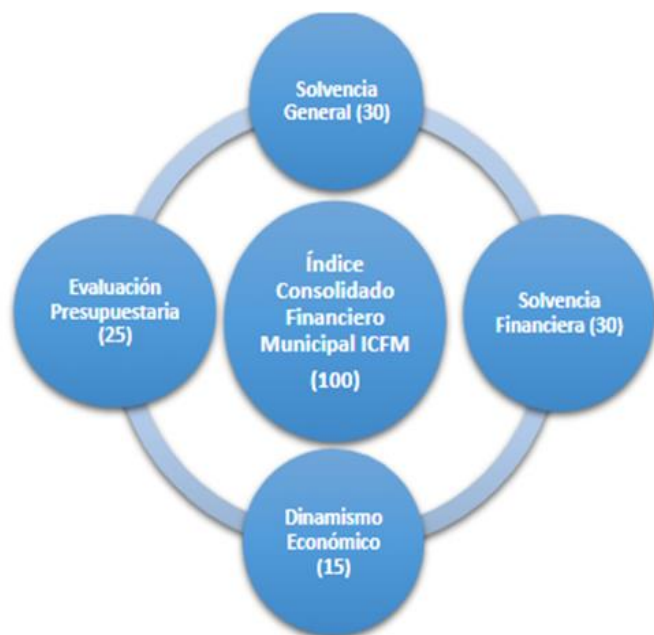 Solvencia
General (30)
Evaluación
Presupuestaria
(25)
Índice
Consolidado
Financiero
Municipal ICFM
(100)
Solvencia
Financiera (30)
Dinamismo
Económico
(15)